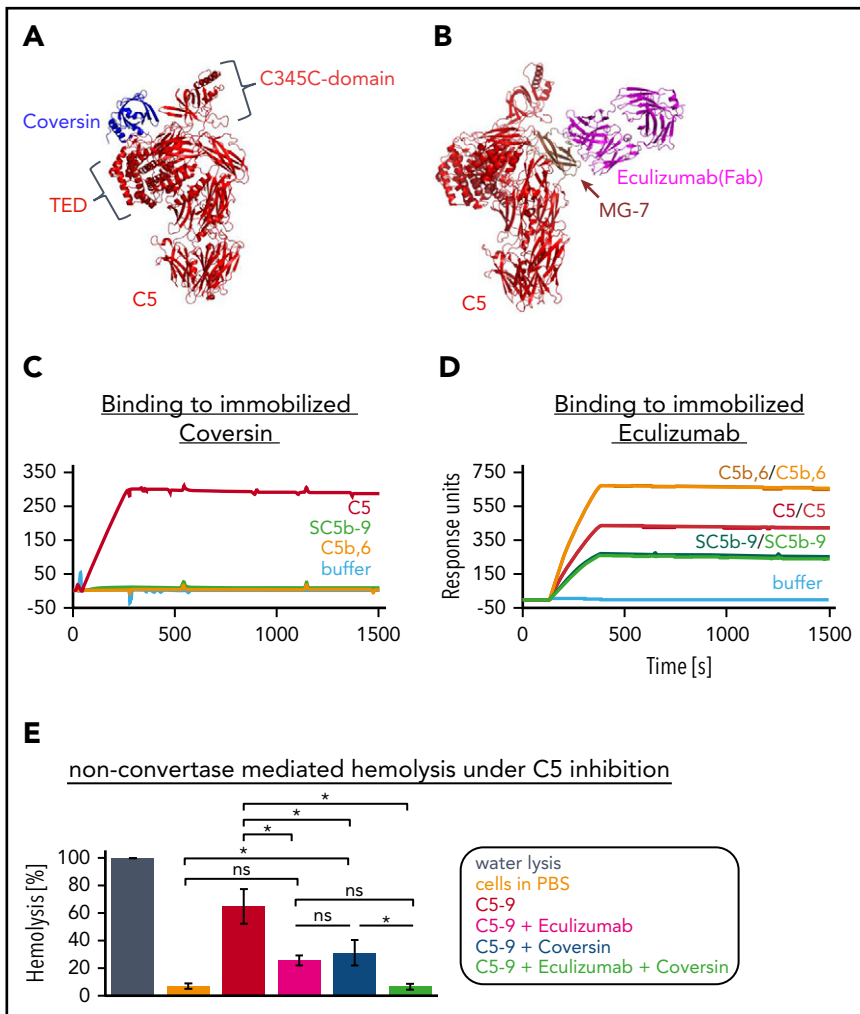 A
C345C-domain
Coversin
TED
C5
B
Eculizumab(Fab)
MG-7
C5
C
Binding to immobilized
Coversin
350
250
150
50
-50
C5
SC5b-9
C5b,6
buffer
0
500
1000
1500
D
Binding to immobilized
Eculizumab
Response units
750
450
150
-50
C5b,6/C5b,6
C5/C5
SC5b-9/SC5b-9
buffer
0
500
1000
1500
Time [s]
E
non-convertase mediated hemolysis under C5 inhibition
Hemolysis [%]
100
80
60
40
20
0
*
*
*
*
ns
ns
ns
*
water lysis
cells in PBS
C5-9
C5-9 + Eculizumab
C5-9 + Coversin
C5-9 + Eculizumab + Coversin